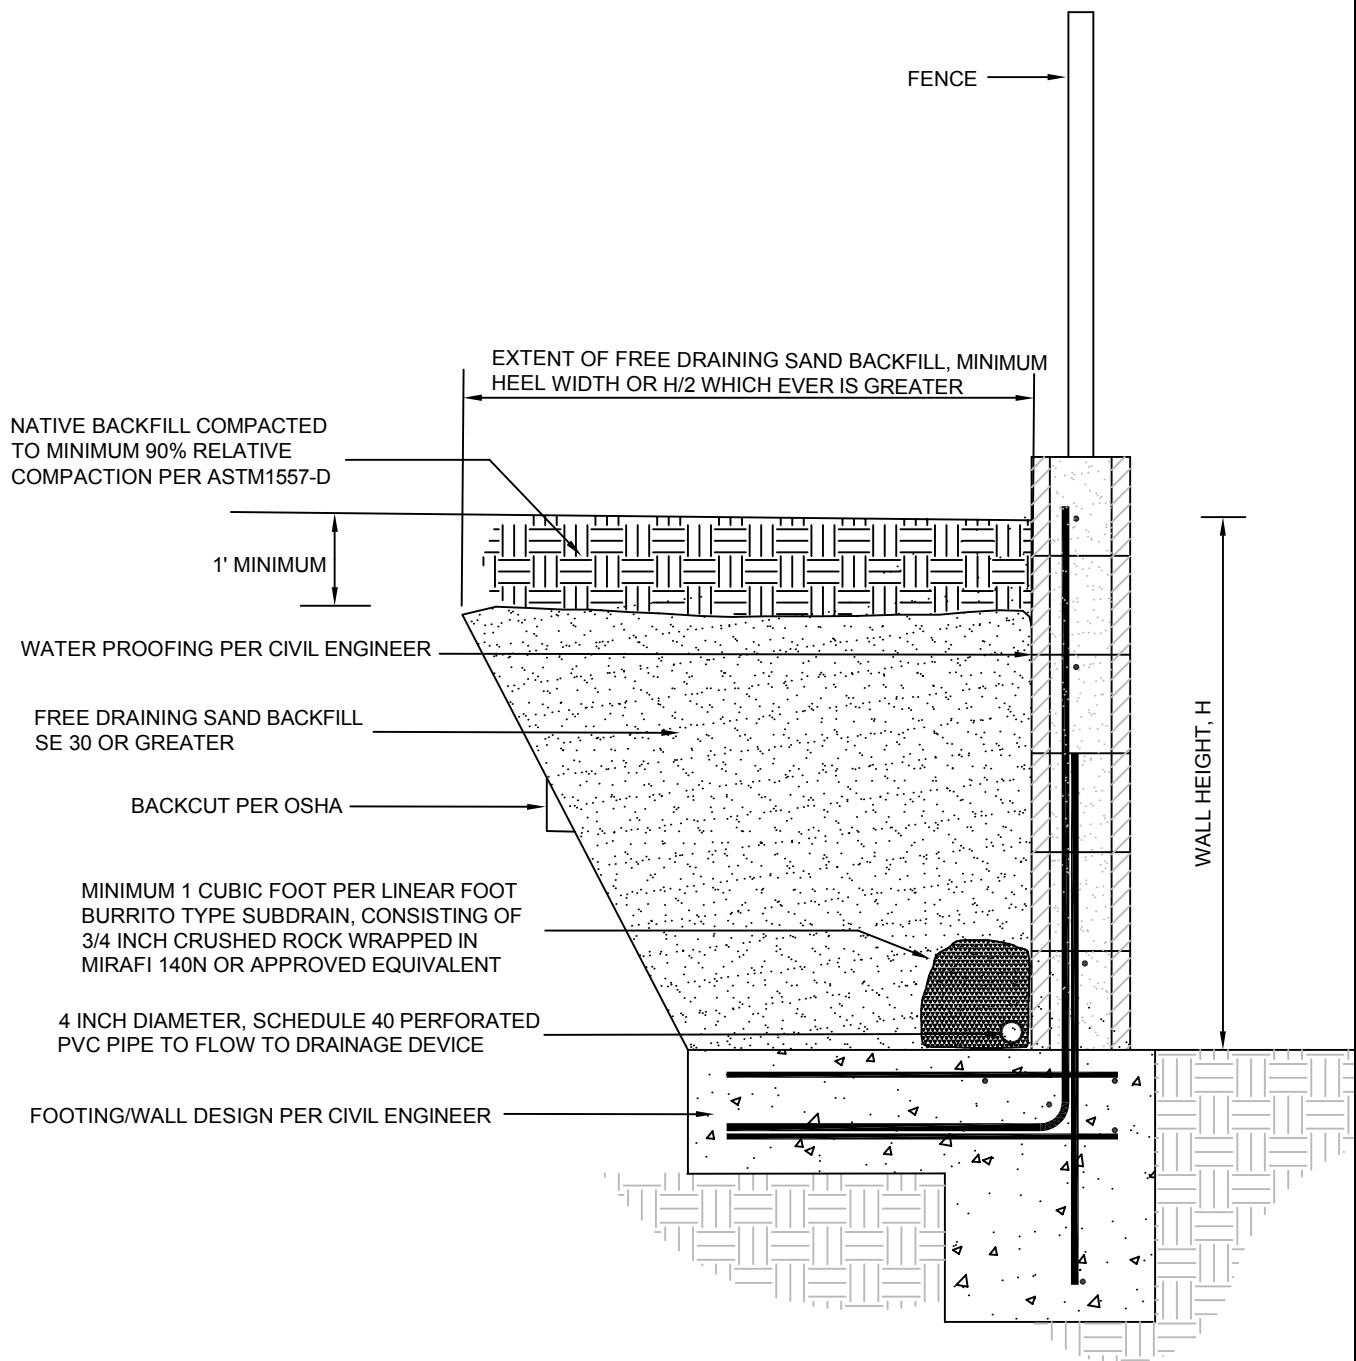 FENCE
EXTENT OF FREE DRAINING SAND BACKFILL, MINIMUM
HEEL WIDTH OR H/2 WHICH EVER IS GREATER
NATIVE BACKFILL COMPACTED
TO MINIMUM 90% RELATIVE
COMPACTION PER ASTM1557-D
1' MINIMUM
WATER PROOFING PER CIVIL ENGINEER
FREE DRAINING SAND BACKFILL
SE 30 OR GREATER
BACKCUT PER OSHA
WALL HEIGHT, H
MINIMUM 1 CUBIC FOOT PER LINEAR FOOT
BURRITO TYPE SUBDRAIN, CONSISTING OF
3/4 INCH CRUSHED ROCK WRAPPED IN
MIRAFI 140N OR APPROVED EQUIVALENT
4 INCH DIAMETER, SCHEDULE 40 PERFORATED
PVC PIPE TO FLOW TO DRAINAGE DEVICE
FOOTING/WALL DESIGN PER CIVIL ENGINEER